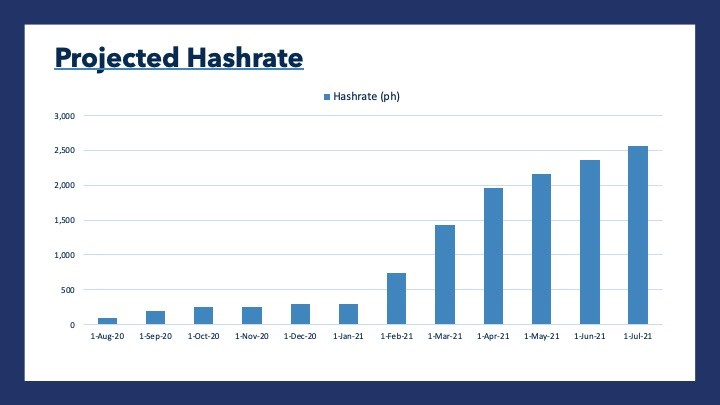 Projected Hashrate
Hashrate (ph)
3,000
2,500
2,000
1,500
1,000
500
0
1-Aug-20 1-Sep-20 1-Oct-20 1-Nov-20 1-Dec-20 1-Jan-21 1-Feb-21 1-Mar-21 1-Apr-21 1-May-21 1-Jun-21 1-Jul-21